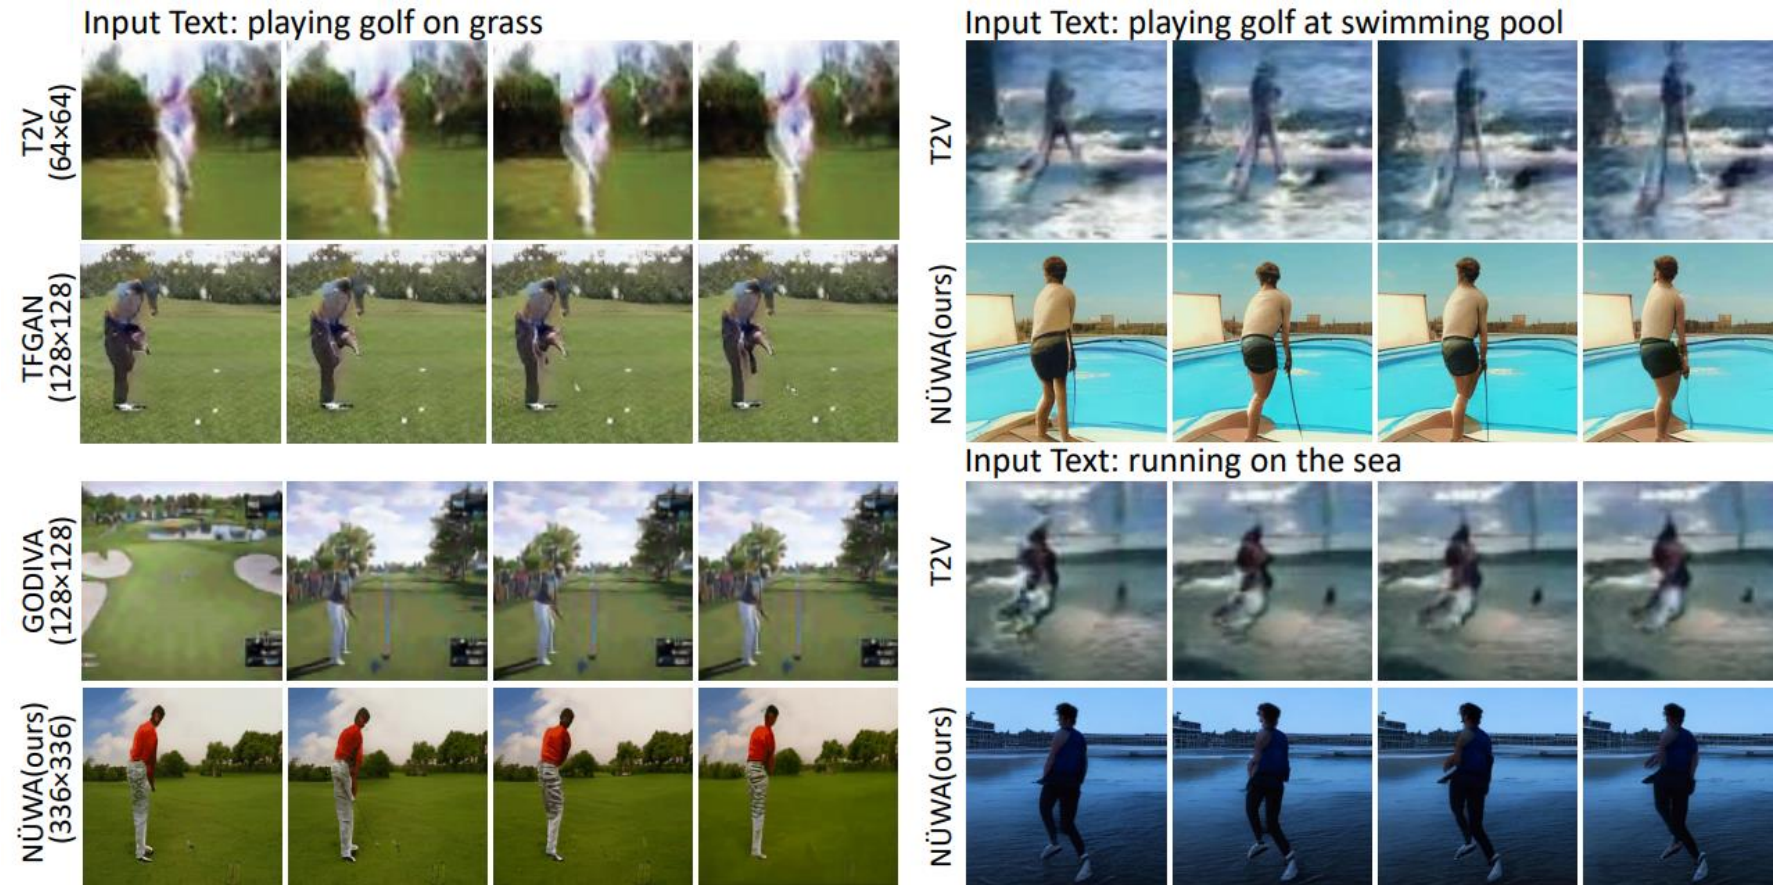 Input Text: playing golf on grass
T2V
(64×64)
TFGAN
(128×128)
GODIVA
(128×128)
NÜWA(ours)
(336×336)
Input Text: playing golf at swimming pool
T2V
NÜWA(ours)
Input Text: running on the sea
T2V
NÜWA(ours)